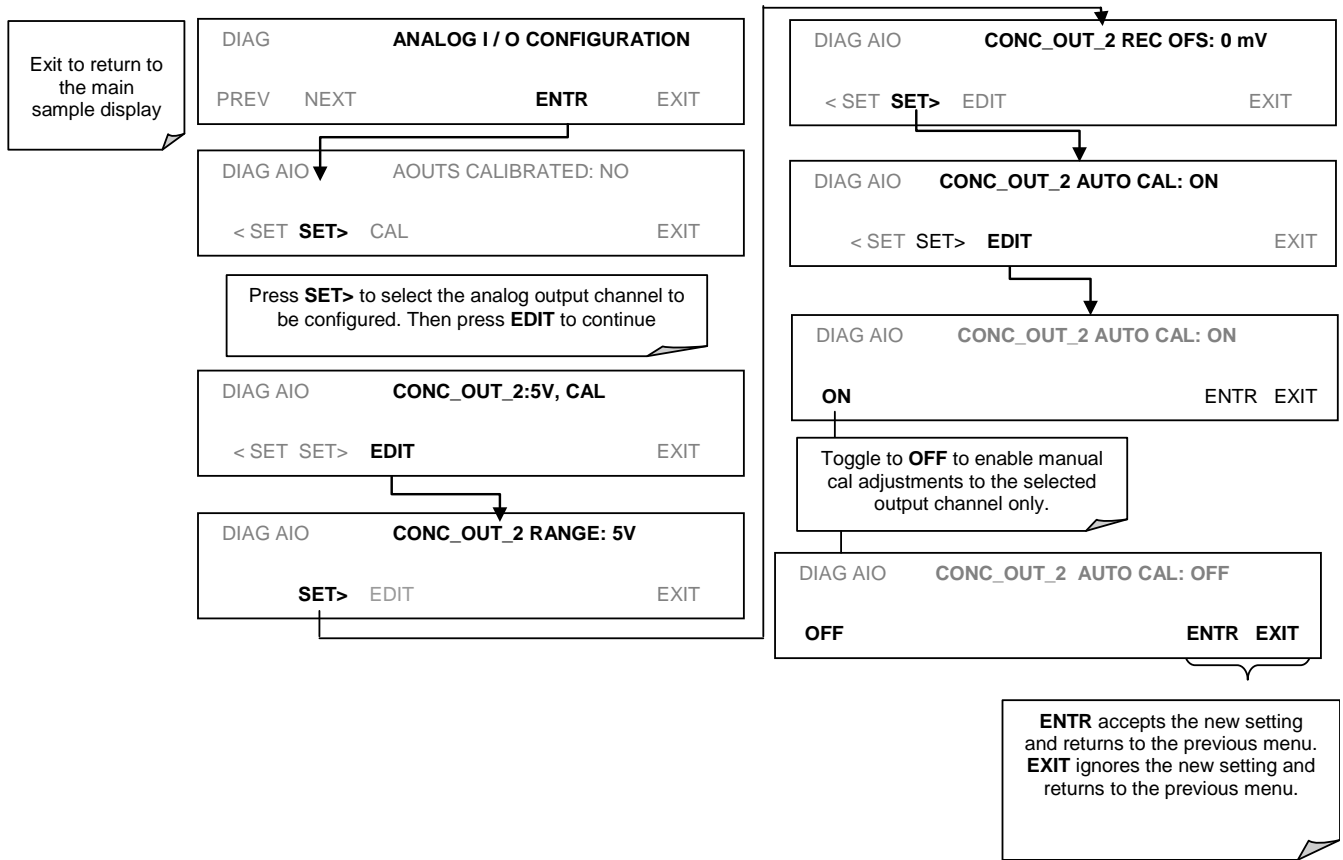 Exit to return to
the main
sample display
DIAG ANALOG I / O CONFIGURATION
PREV NEXT ENTR EXIT
DIAG AIO AOUTS CALIBRATED: NO
< SET SET> CAL EXIT
Press SET> to select the analog output channel to
be configured. Then press EDIT to continue
DIAG AIO CONC_OUT_2:5V, CAL
< SET SET> EDIT EXIT
DIAG AIO CONC_OUT_2 RANGE: 5V
SET> EDIT EXIT
DIAG AIO CONC_OUT_2 REC OFS: 0 mV
< SET SET> EDIT EXIT
DIAG AIO CONC_OUT_2 AUTO CAL: ON
< SET SET> EDIT EXIT
DIAG AIO CONC_OUT_2 AUTO CAL: ON
ON ENTR EXIT
Toggle to OFF to enable manual
cal adjustments to the selected
output channel only.
DIAG AIO CONC_OUT_2 AUTO CAL: OFF
OFF ENTR EXIT
ENTR accepts the new setting
and returns to the previous menu.
EXIT ignores the new setting and
returns to the previous menu.